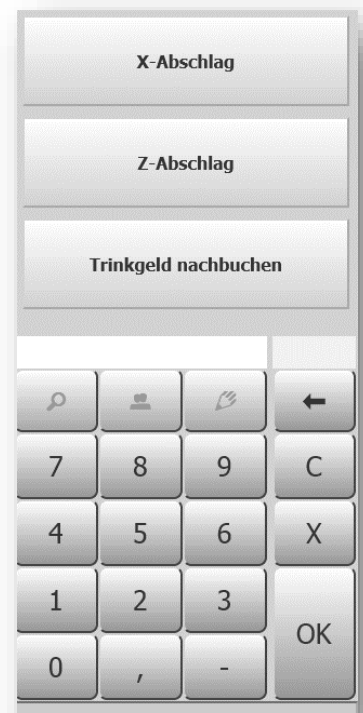 X-Abschlag
Z-Abschlag
Trinkgeld nachbuchen
7 8 9 C
4 5 6 X
1 2 3
OK
0 , -